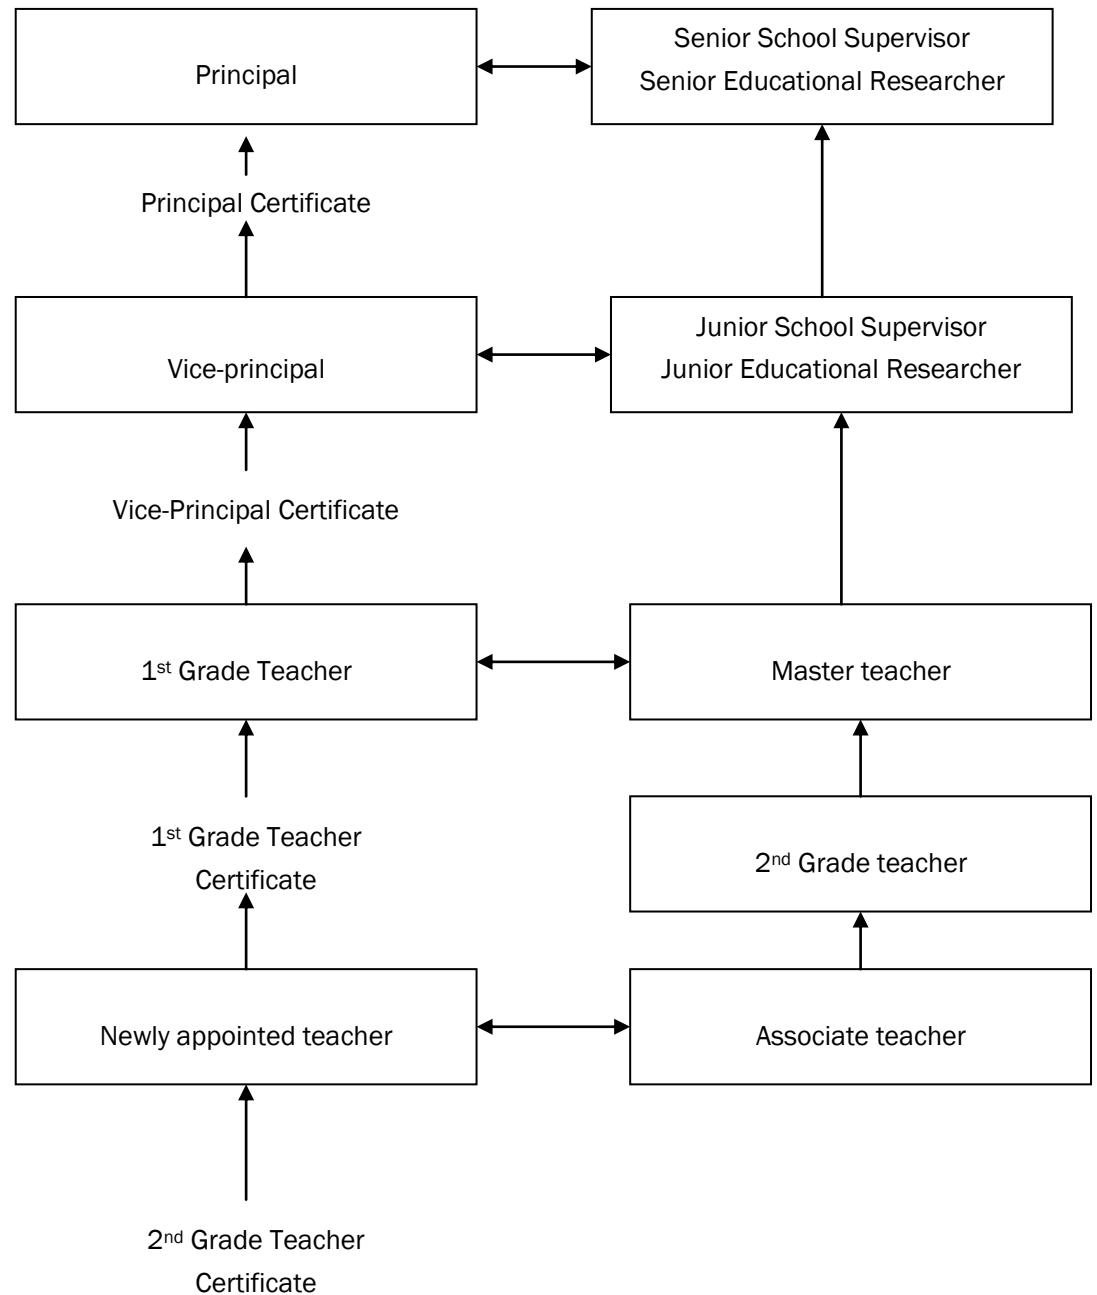 Principal
Senior School Supervisor
Senior Educational Researcher
Principal Certificate
Vice-principal
Junior School Supervisor
Junior Educational Researcher
Vice-Principal Certificate
1st Grade Teacher
Master teacher
1st Grade Teacher
Certificate
2nd Grade teacher
Newly appointed teacher
Associate teacher
2nd Grade Teacher
Certificate